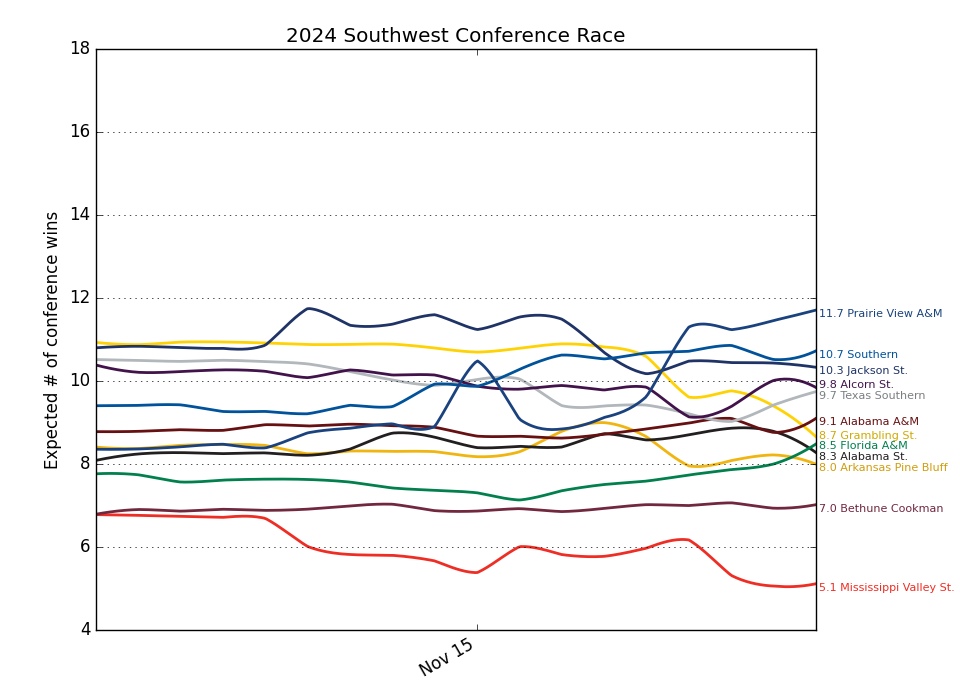 2024 Southwest Conference Race
Expected # of conference wins
18
16
14
12
10
8
6
4
Nov 15
11.7 Prairie View A&M
10.7 Southern
10.3 Jackson St.
9.8 Alcorn St.
9.7 Texas Southern
9.1 Alabama A&M
8.7 Grambling St.
8.5 Florida A&M
8.3 Alabama St.
8.0 Arkansas Pine Bluff
7.0 Bethune Cookman
5.1 Mississippi Valley St.